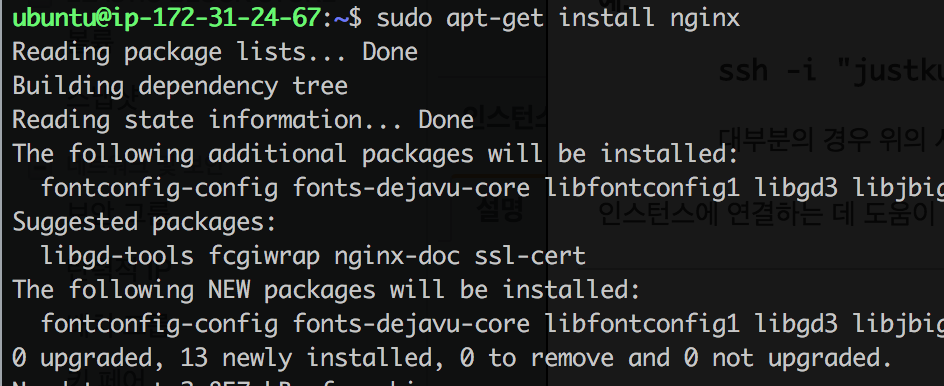 ubuntu@ip-172-31-24-67:~$ sudo apt-get install nginx
Reading package lists... Done
Building dependency tree
ssh -i "justku
Reading state information... Done
인스턴스
대부분의 경우 위의
The following additional packages will be installed:
fontconfig-config fonts-dejavu-core libfontconfig1 libgd3 libjbig
설명
인스턴스에 연결하는 데 도움이
Suggested packages:
libgd-tools fcgiwrap nginx-doc ssl-cert
The following NEW packages will be installed:
fontconfig-config fonts-dejavu-core libfontconfig1 libgd3 libjbig
0 upgraded, 13 newly installed, 0 to remove and 0 not upgraded.
키 페어